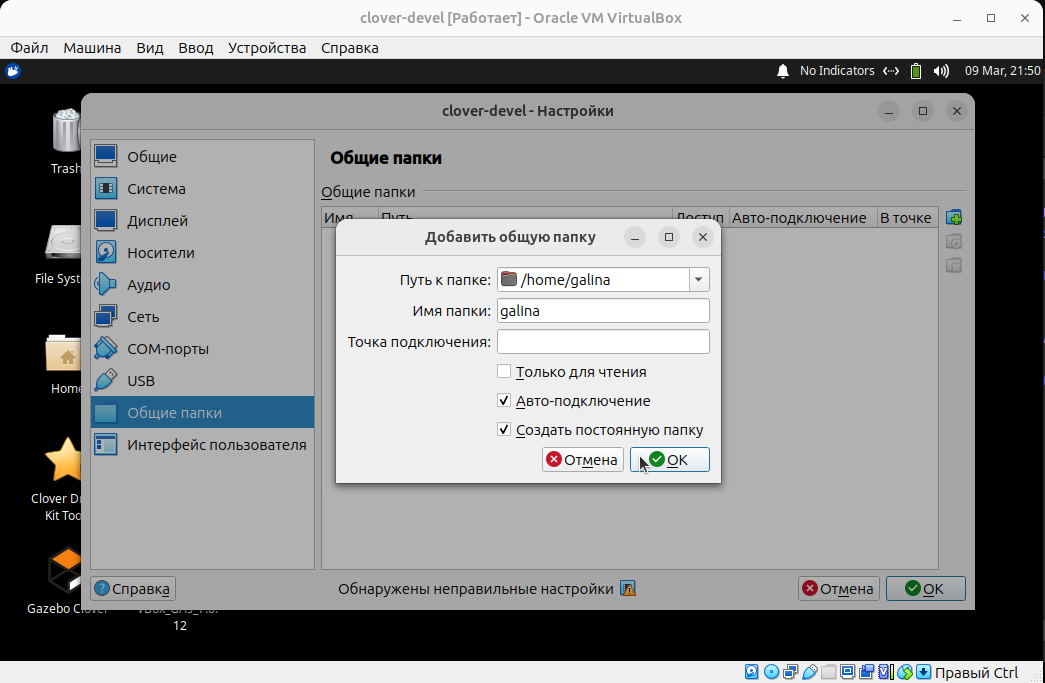 clover-devel [Работает] - Oracle VM VirtualBox
Файл Машина Вид Ввод Устройства Справка
No Indicators 09 Mar, 21:50
clover-devel - Настройки
Trash
File Syst
Home
Clover Dr
Kit Too
Gazebo Clover
VBox_GAs_7.0.
12
Общие
Система
Дисплей
Носители
Аудио
Сеть
COM-порты
USB
Общие папки
Интерфейс пользователя
Общие папки
Общие папки
Имя Путь Доступ Авто-подключение В точке
Добавить общую папку
Путь к папке: /home/galina
Имя папки: galina
Точка подключения:
Только для чтения
Авто-подключение
Создать постоянную папку
Отмена OK
Справка
Обнаружены неправильные настройки
Отмена OK
Правый Ctrl